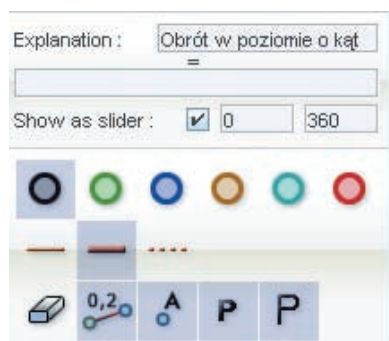 Explanation : Obrót w poziomie o kąt
=
Show as slider : 0 360
0,2 A P P